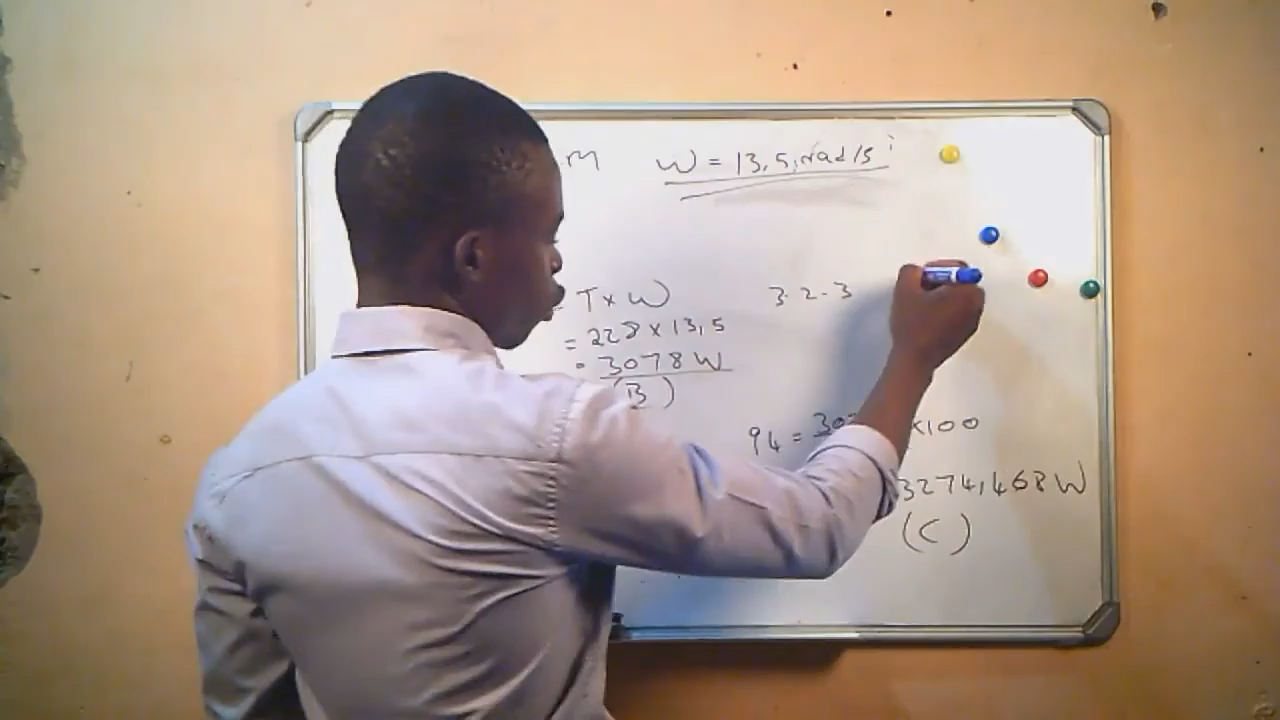 .m
W = 13,5 rad/s
= T x W
= 228 x 13,5
= 3078 W
(B)
3.2.3
94 = 30 x100
3274,468 W
(C)